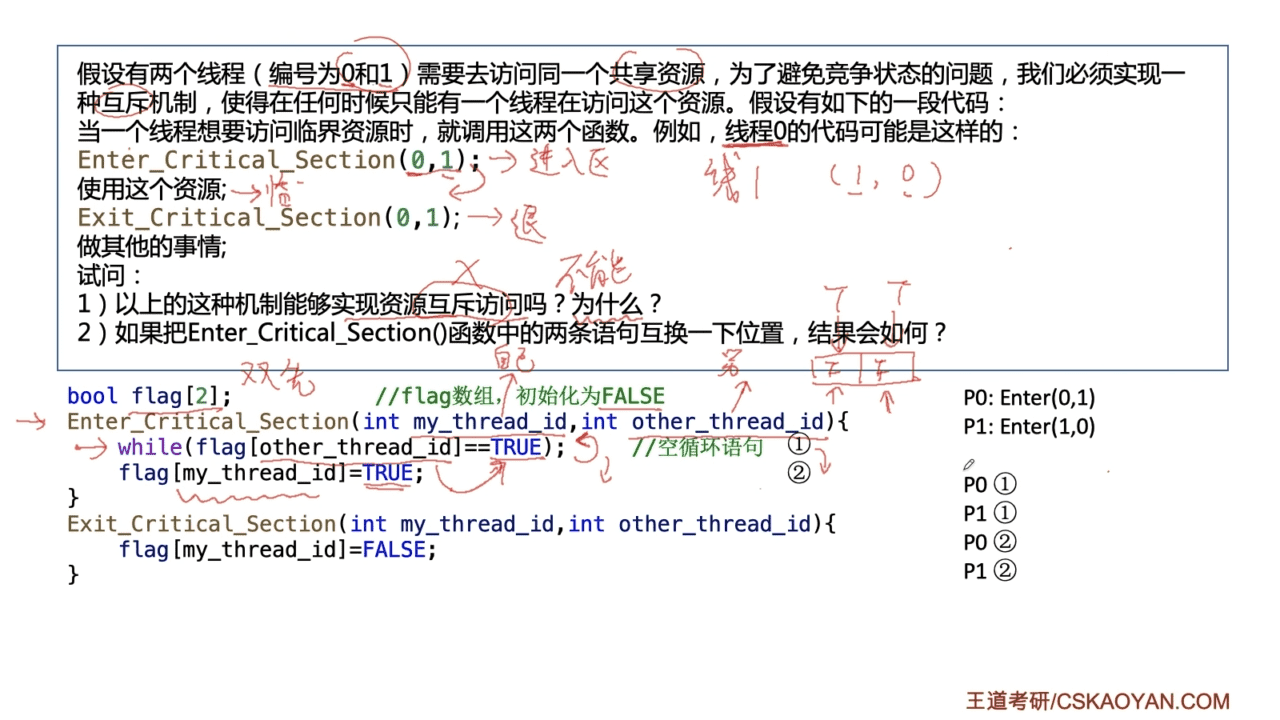 假设有两个线程（编号为0和1）需要去访问同一个共享资源，为了避免竞争状态的问题，我们必须实现一
种互斥机制，使得在任何时候只能有一个线程在访问这个资源。假设有如下的一段代码：
当一个线程想要访问临界资源时，就调用这两个函数。例如，线程0的代码可能是这样的：
Enter_Critical_Section(0,1); →进入区
线1 (1, 0)
使用这个资源; →临
Exit_Critical_Section(0,1); →退
做其他的事情;
试问： X 不能
1）以上的这种机制能够实现资源互斥访问吗？为什么？
T T
2）如果把Enter_Critical_Section()函数中的两条语句互换一下位置，结果会如何？
双先 自己 另 F F
bool flag[2]; //flag数组，初始化为FALSE
Enter_Critical_Section(int my_thread_id,int other_thread_id){
while(flag[other_thread_id]==TRUE); //空循环语句 ①
flag[my_thread_id]=TRUE; ②
}
Exit_Critical_Section(int my_thread_id,int other_thread_id){
flag[my_thread_id]=FALSE;
}
P0: Enter(0,1)
P1: Enter(1,0)
P0 ①
P1 ①
P0 ②
P1 ②
王道考研/CSKAOYAN.COM